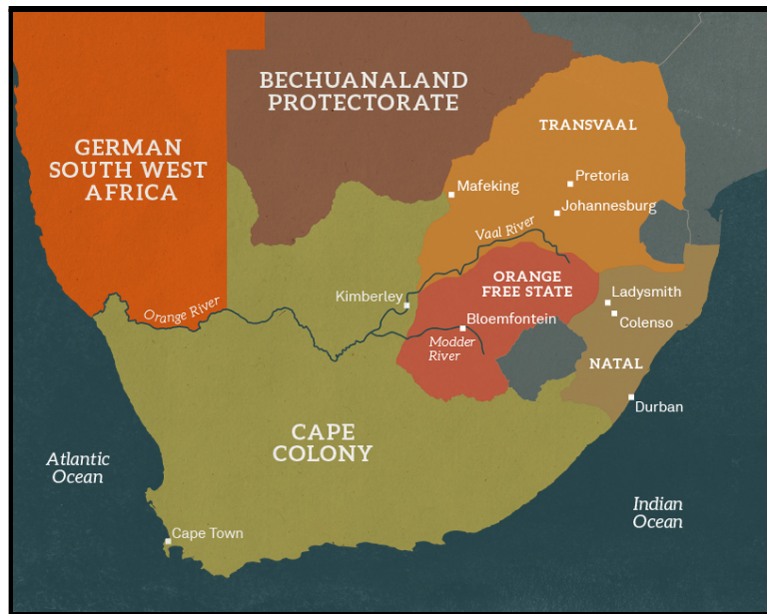 BECHUANALAND
PROTECTORATE
TRANSVAAL
GERMAN
SOUTH WEST
AFRICA
Pretoria
Mafeking
Johannesburg
Vaal River
ORANGE
FREE STATE
Kimberley
Ladysmith
Orange River
Bloemfontein
Colenso
Modder
River
NATAL
Durban
CAPE
COLONY
Atlantic
Ocean
Indian
Ocean
Cape Town